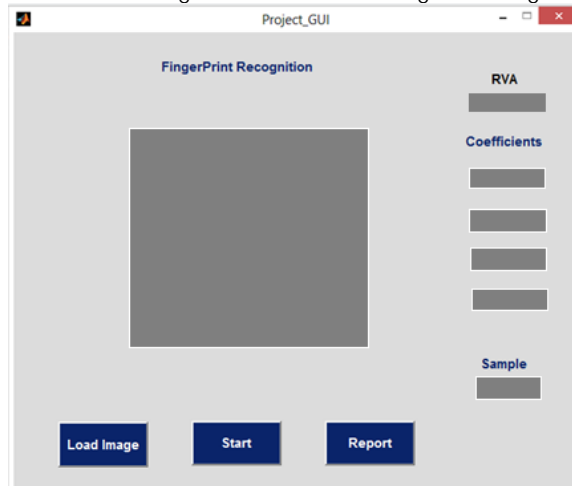 Project_GUI
FingerPrint Recognition
RVA
Coefficients
Sample
Load Image
Start
Report